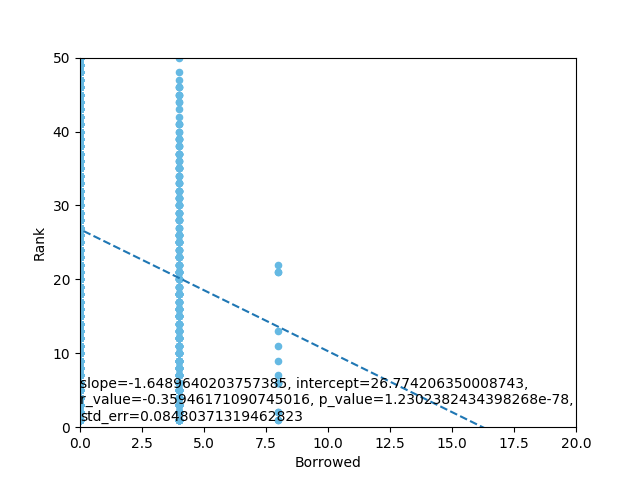 50
40
30
20
10
0
Rank
slope=-1.6489640203757385, intercept=26.774206350008743,
r_value=-0.35946171090745016, p_value=1.2302382434398268e-78,
std_err=0.08480371319462823
0.0 2.5 5.0 7.5 10.0 12.5 15.0 17.5 20.0
Borrowed